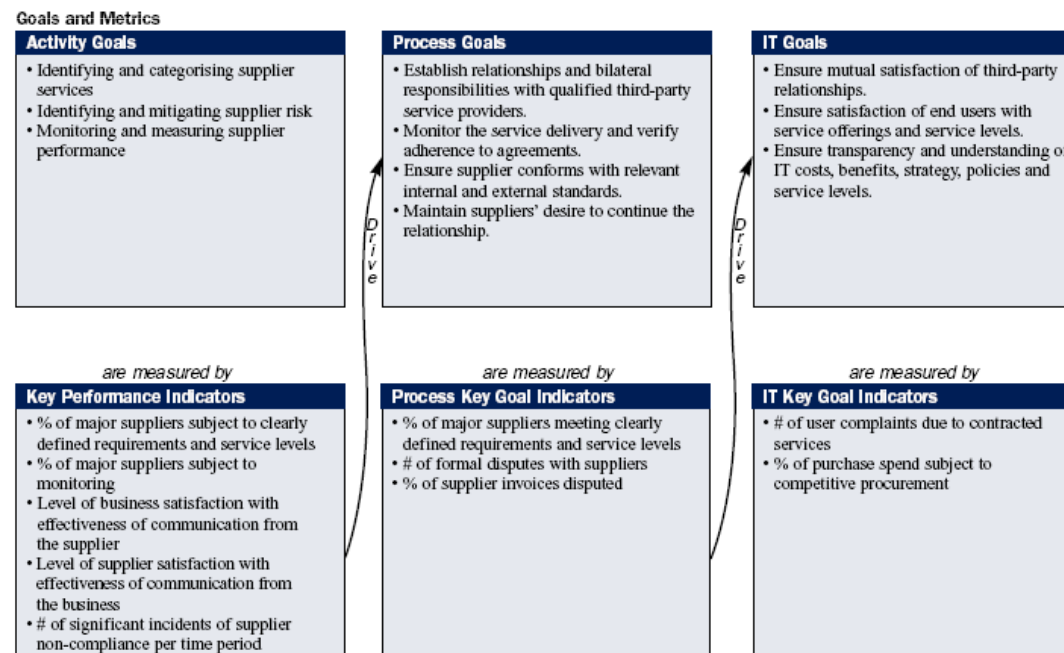 Goals and Metrics
Activity Goals
• Identifying and categorising supplier
services
• Identifying and mitigating supplier risk
• Monitoring and measuring supplier
performance
Process Goals
• Establish relationships and bilateral
responsibilities with qualified third-party
service providers.
• Monitor the service delivery and verify
adherence to agreements.
• Ensure supplier conforms with relevant
internal and external standards.
• Maintain suppliers' desire to continue the
relationship.
IT Goals
• Ensure mutual satisfaction of third-party
relationships.
• Ensure satisfaction of end users with
service offerings and service levels.
• Ensure transparency and understanding of
IT costs, benefits, strategy, policies and
service levels.
Drive
Drive
are measured by
Key Performance Indicators
• % of major suppliers subject to clearly
defined requirements and service levels
• % of major suppliers subject to
monitoring
• Level of business satisfaction with
effectiveness of communication from
the supplier
• Level of supplier satisfaction with
effectiveness of communication from
the business
• # of significant incidents of supplier
non-compliance per time period
are measured by
Process Key Goal Indicators
• % of major suppliers meeting clearly
defined requirements and service levels
• # of formal disputes with suppliers
• % of supplier invoices disputed
are measured by
IT Key Goal Indicators
• # of user complaints due to contracted
services
• % of purchase spend subject to
competitive procurement